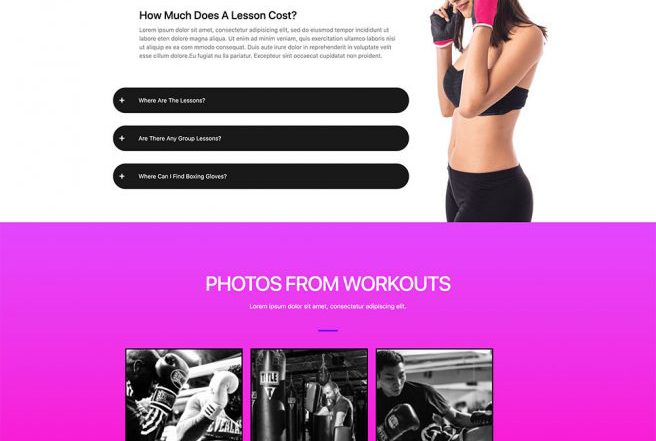 How Much Does A Lesson Cost?
Lorem ipsum dolor sit amet, consectetur adipiscing elit, sed do eiusmod tempor incididunt ut
labore eten dolore magna aliqua. Ut enim ad minim veniam, quis exercitation ullamco laboris nisi
ut aliquip ex ea commodo consequat. Duis aute irure dolor in reprehenderit in voluptate velit
esse cillum dolore.Eu fugiat nu lla pariatur. Excepteur sint occaecat cupidatat non proident.
+ Where Are The Lessons?
+ Are There Any Group Lessons?
+ Where Can I Find Boxing Gloves?
PHOTOS FROM WORKOUTS
Lorem ipsum dolor sit amet, consectetur adipiscing elit.
TITLE
EVERLAST